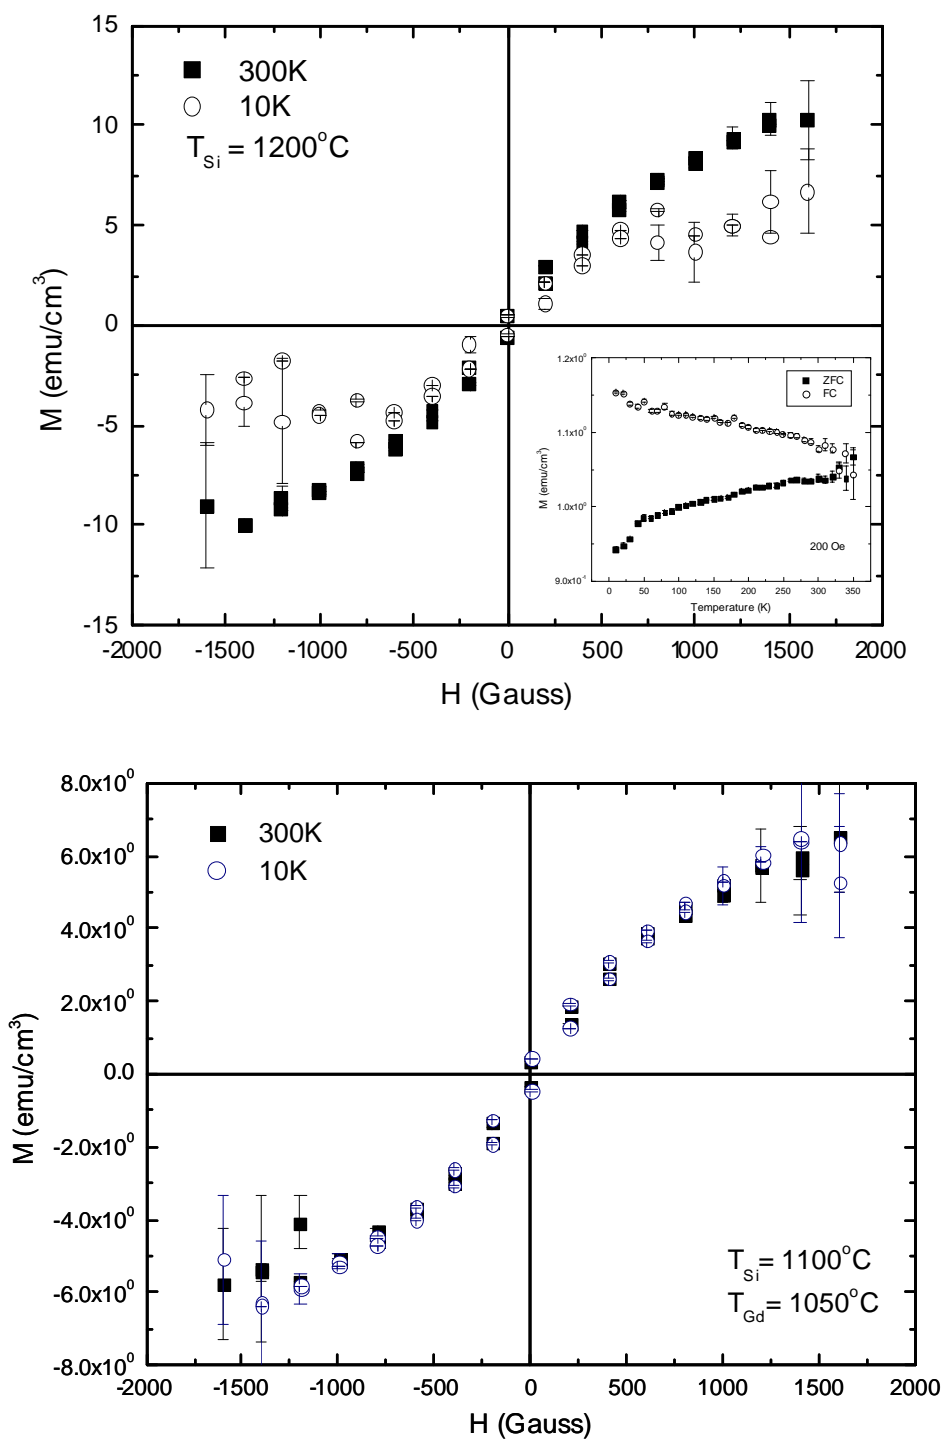 15
10
5
0
-5
-10
-15
M (emu/cm³)
300K
10K
T_Si = 1200°C
-2000 -1500 -1000 -500 0 500 1000 1500 2000
H (Gauss)
1.2x10⁰
1.1x10⁰
1.0x10⁰
9.0x10⁻¹
M (emu/cm³)
ZFC
FC
200 Oe
0 50 100 150 200 250 300 350
Temperature (K)
8.0x10⁰
6.0x10⁰
4.0x10⁰
2.0x10⁰
0.0
-2.0x10⁰
-4.0x10⁰
-6.0x10⁰
-8.0x10⁰
M (emu/cm³)
300K
10K
T_Si = 1100°C
T_Gd = 1050°C
-2000 -1500 -1000 -500 0 500 1000 1500 2000
H (Gauss)